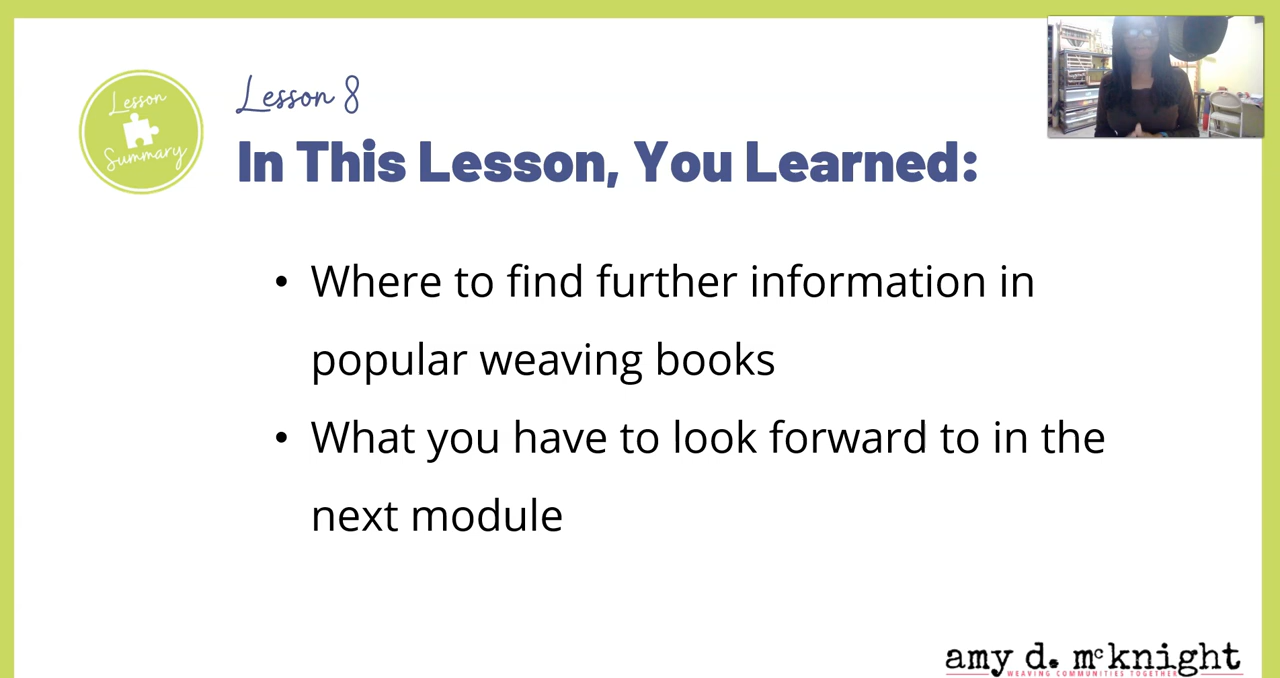 Lesson
Summary
Lesson 8
In This Lesson, You Learned:
• Where to find further information in
popular weaving books
• What you have to look forward to in the
next module
amy d. mcknight
WEAVING COMMUNITIES TOGETHER